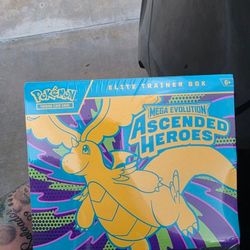 Pokémon
TRADING CARD GAME
ELITE TRAINER BOX
6+
MEGA EVOLUTION
ASCENDED
HEROES